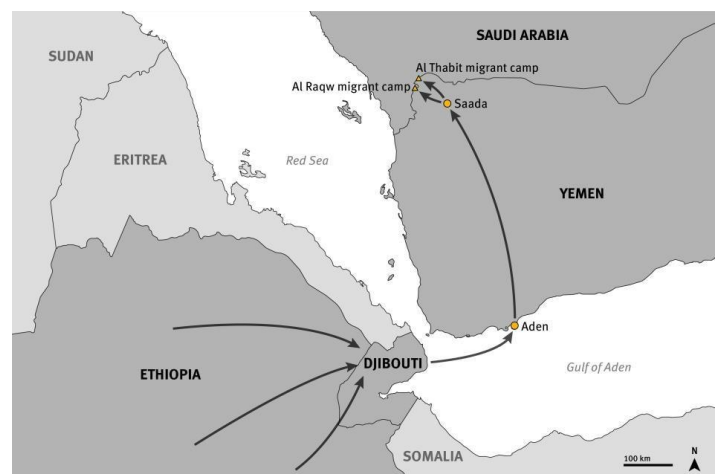 SAUDI ARABIA
SUDAN
Al Thabit migrant camp
Al Raqw migrant camp
Saada
ERITREA
Red Sea
YEMEN
Aden
ETHIOPIA
DJIBOUTI
Gulf of Aden
SOMALIA
100 km
N